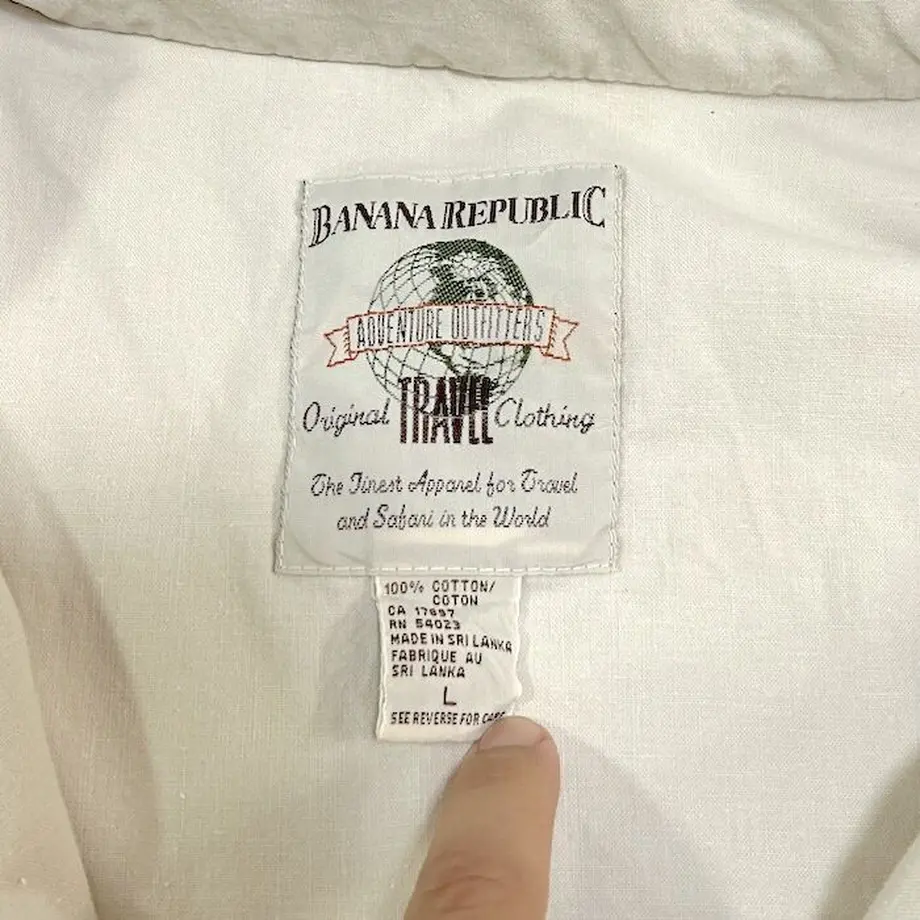 BANANA REPUBLIC
ADVENTURE OUTFITTERS
Original TRAVEL Clothing
The Finest Apparel for Travel
and Safari in the World
100% COTTON/
COTON
CA 17897
RN 54023
MADE IN SRI LANKA
FABRIQUE AU
SRI LANKA
L
SEE REVERSE FOR CARE